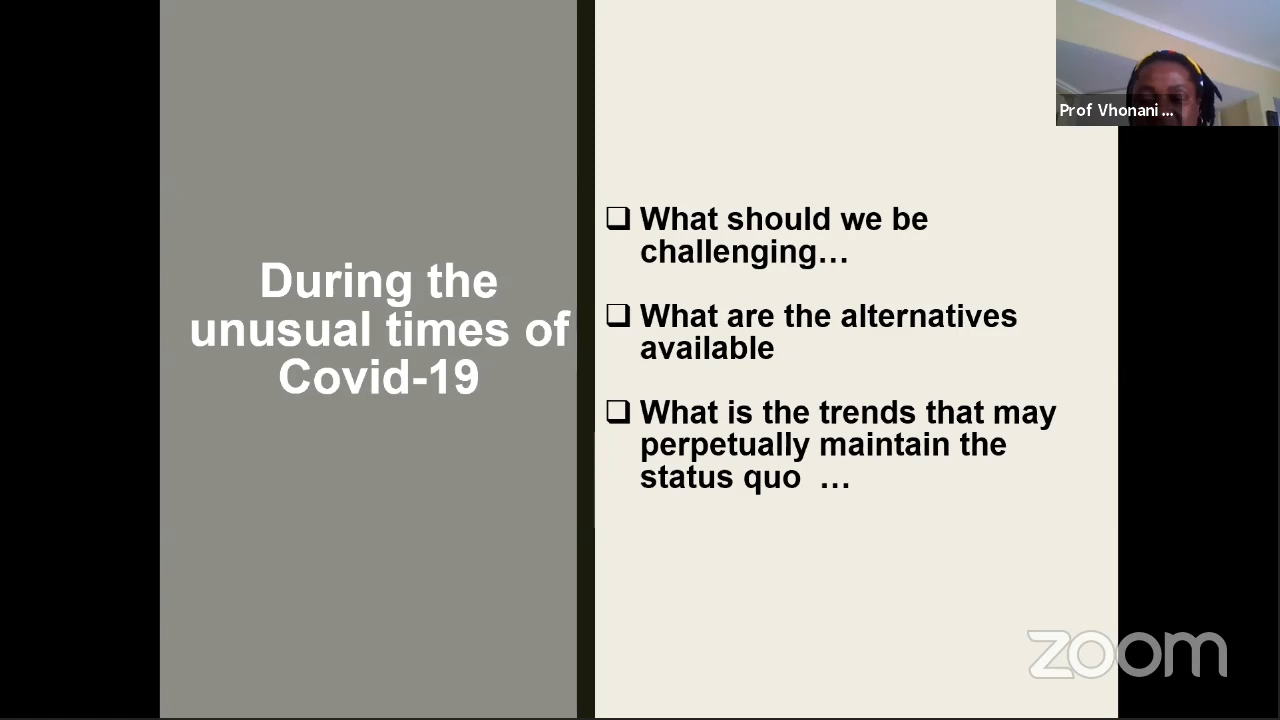 During the
unusual times of
Covid-19
❑ What should we be
challenging…
❑ What are the alternatives
available
❑ What is the trends that may
perpetually maintain the
status quo  …
Prof Vhonani ...
zoom